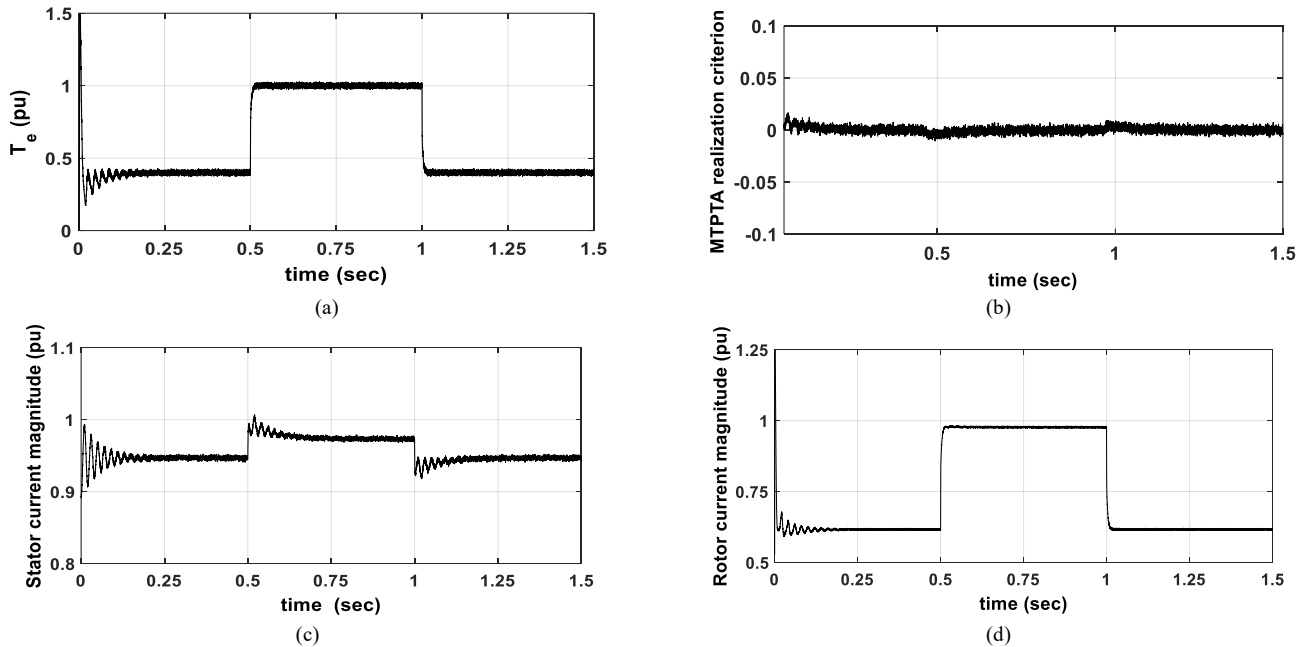 T_e (pu)
1.5
1
0.5
0
0 0.25 0.5 0.75 1 1.25 1.5
time (sec)
(a)
MTPTA realization criterion
0.1
0.05
0
-0.05
-0.1
0.5 1 1.5
time (sec)
(b)
Stator current magnitude (pu)
1.1
1
0.9
0.8
0 0.25 0.5 0.75 1 1.25 1.5
time (sec)
(c)
Rotor current magnitude (pu)
1.25
1
0.75
0.5
0 0.25 0.5 0.75 1 1.25 1.5
time (sec)
(d)